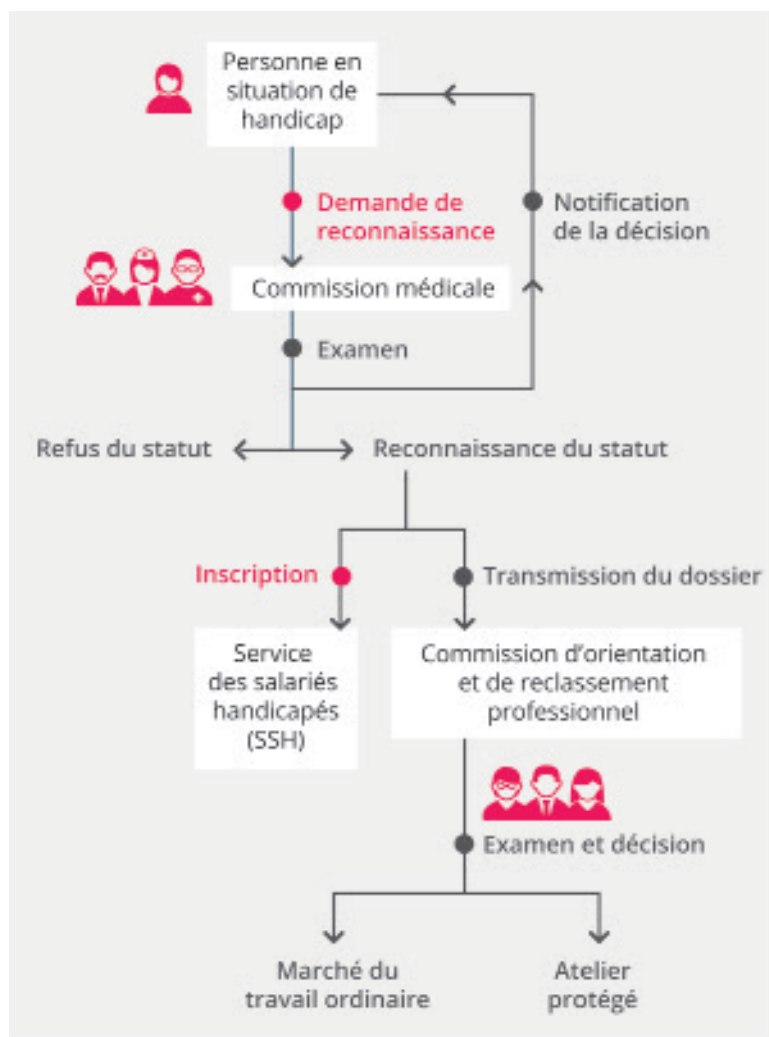 Personne en
situation de
handicap
Demande de
reconnaissance
Notification
de la décision
Commission médicale
Examen
Refus du statut
Reconnaissance du statut
Inscription
Transmission du dossier
Service
des salariés
handicapés
(SSH)
Commission d'orientation
et de reclassement
professionnel
Examen et décision
Marché du
travail ordinaire
Atelier
protégé